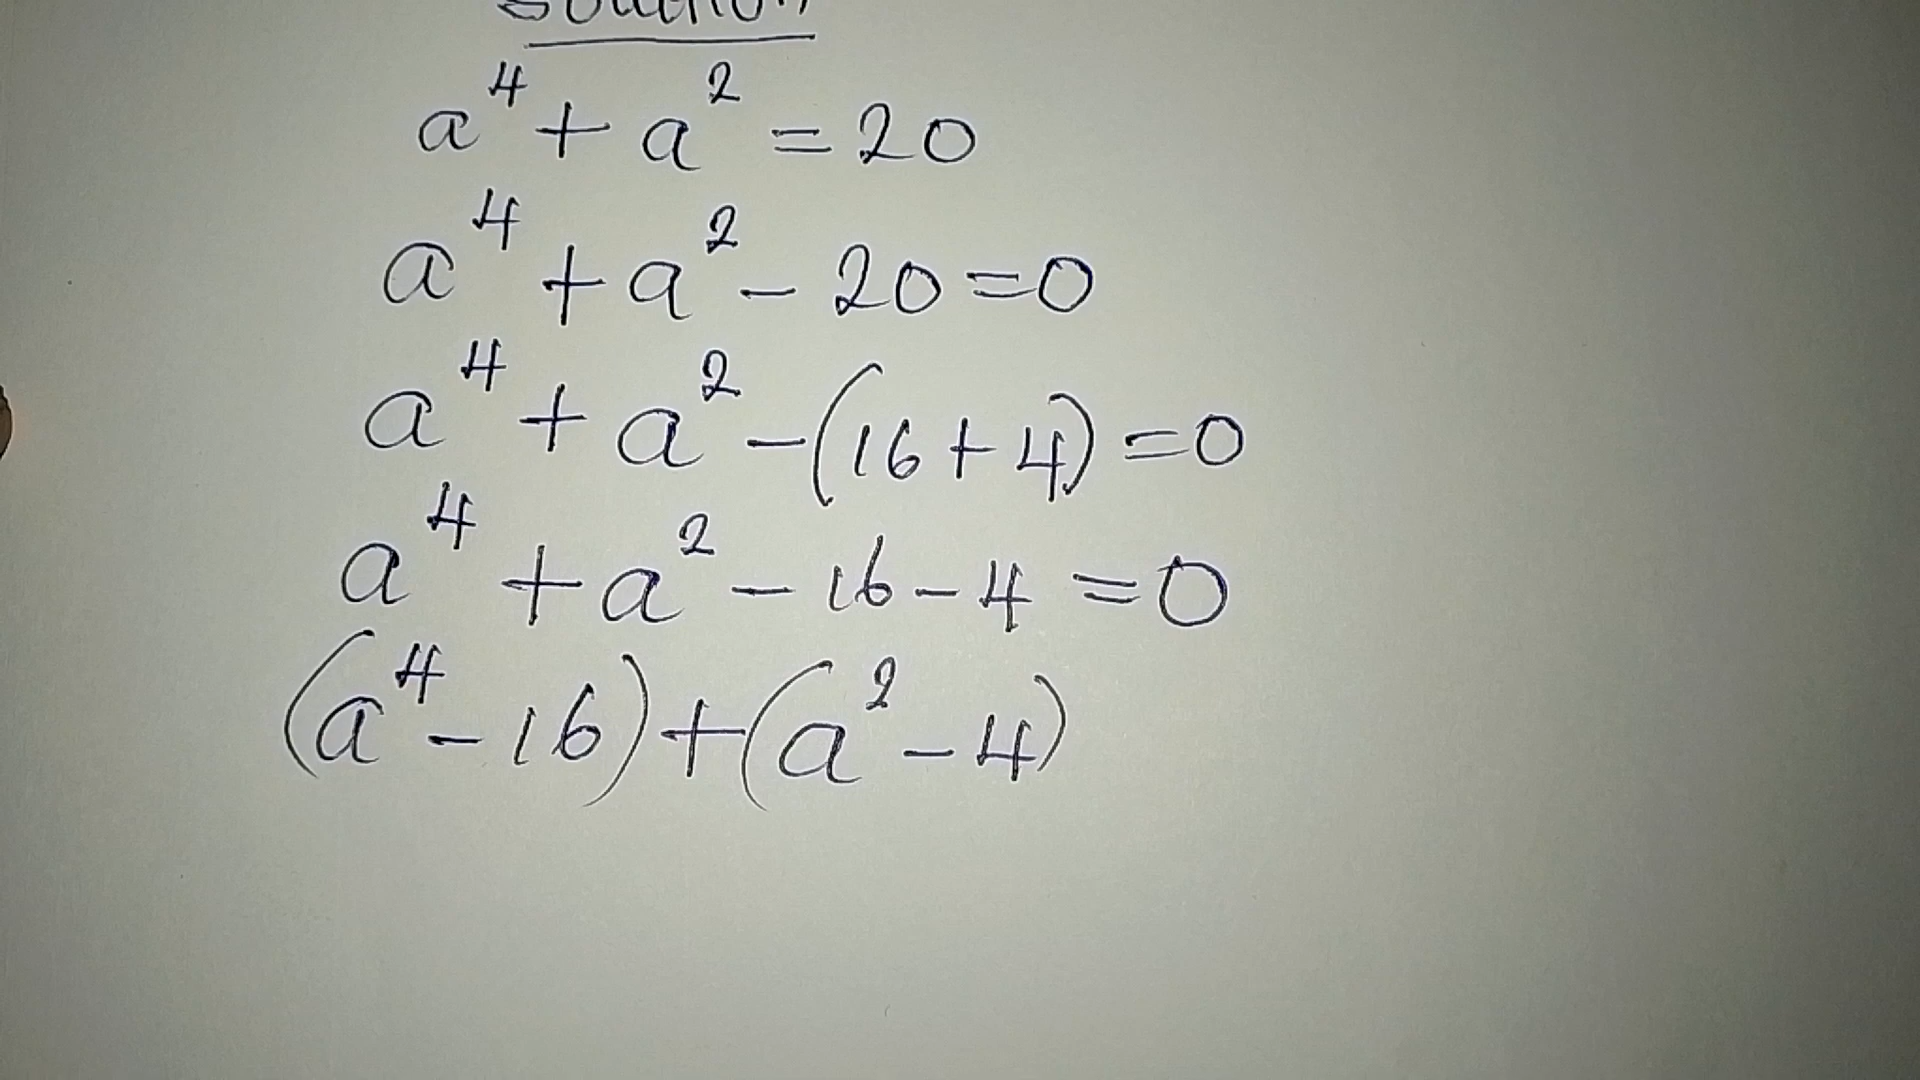 Solution
a⁴ + a² = 20
a⁴ + a² - 20 = 0
a⁴ + a² - (16 + 4) = 0
a⁴ + a² - 16 - 4 = 0
(a⁴ - 16) + (a² - 4)